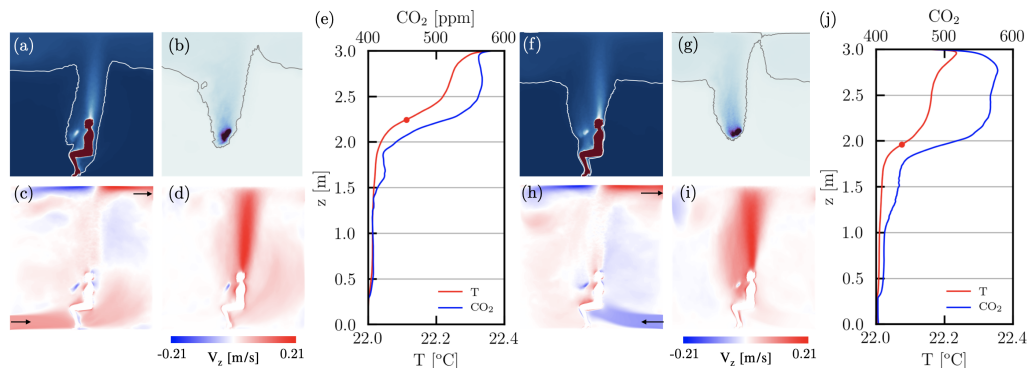 (a)
(b)
(c)
(d)
-0.21 0.21
V_z [m/s]
(e)
CO₂ [ppm]
400 500 600
3.0
2.5
2.0
z [m]
1.5
1.0
0.5
0.0
T
CO₂
22.0 22.2 22.4
T [°C]
(f)
(g)
(h)
(i)
-0.21 0.21
V_z [m/s]
(j)
CO₂
400 500 600
3.0
2.5
2.0
z [m]
1.5
1.0
0.5
0.0
T
CO₂
22.0 22.2 22.4
T [°C]